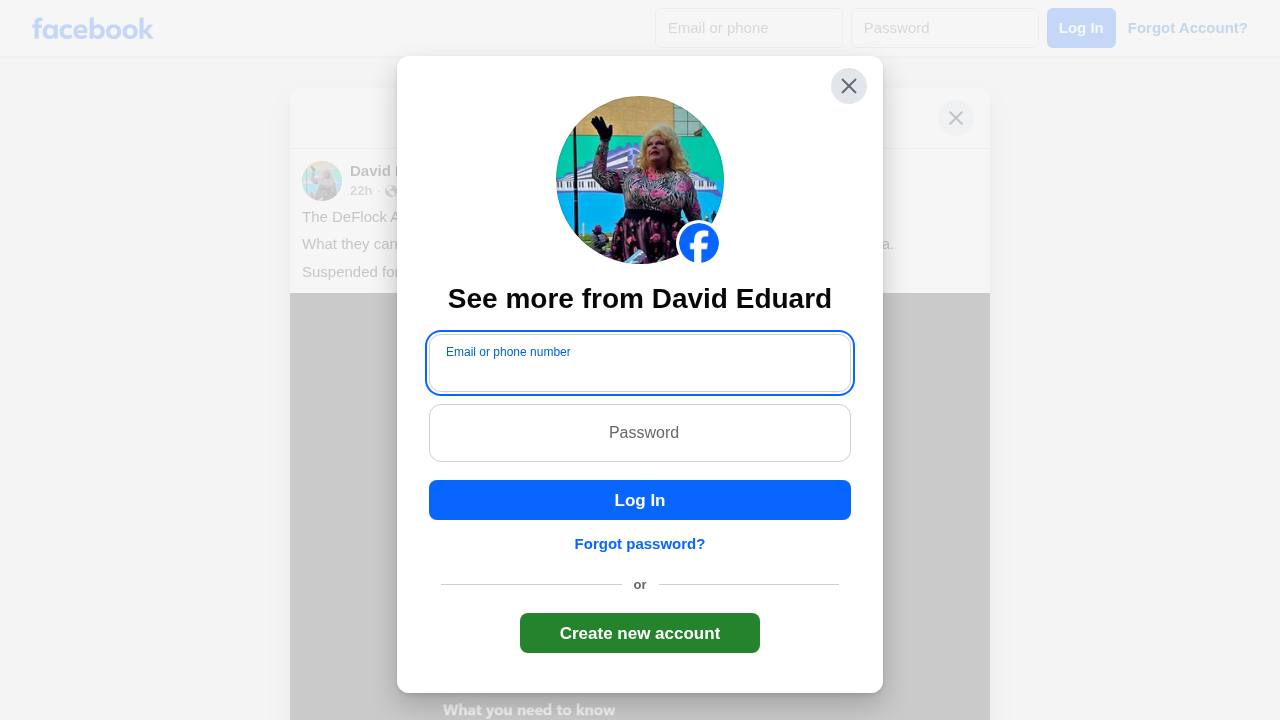 facebook
Email or phone
Password
Log In
Forgot Account?
David
22h ·
The DeFlock
What they
a.
Suspended
See more from David Eduard
Email or phone number
Password
Log In
Forgot password?
or
Create new account
What you need to know